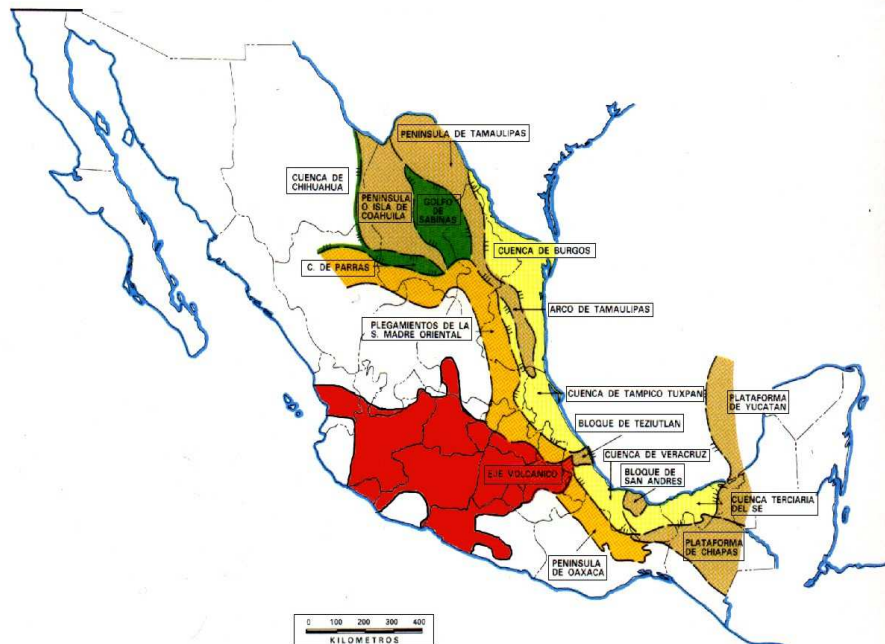 PENINSULA DE TAMAULIPAS
CUENCA DE
CHIHUAHUA
PENINSULA
O ISLA DE
COAHUILA
GOLFO
DE
SABINAS
CUENCA DE BURGOS
C. DE PARRAS
ARCO DE TAMAULIPAS
PLEGAMIENTOS DE LA
S. MADRE ORIENTAL
CUENCA DE TAMPICO TUXPAN
PLATAFORMA
DE YUCATAN
BLOQUE DE TEZIUTLAN
CUENCA DE VERACRUZ
EJE VOLCANICO
BLOQUE DE
SAN ANDRES
CUENCA TERCIARIA
DEL SE
PLATAFORMA
DE CHIAPAS
PENINSULA
DE OAXACA
0 100 200 300 400
KILOMETROS